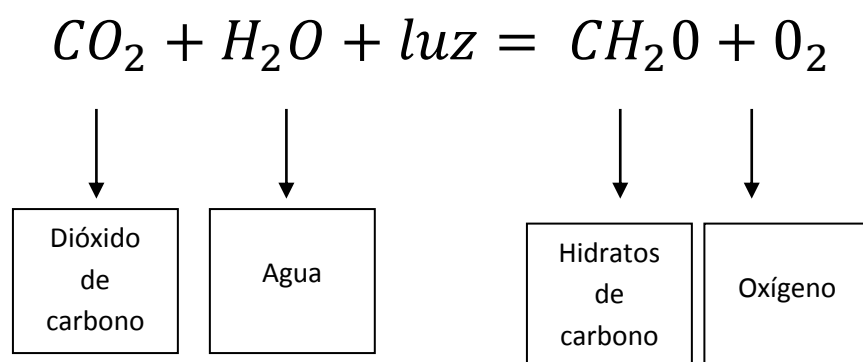 CO₂ + H₂O + luz = CH₂0 + 0₂
Dióxido
de
carbono
Agua
Hidratos
de
carbono
Oxígeno